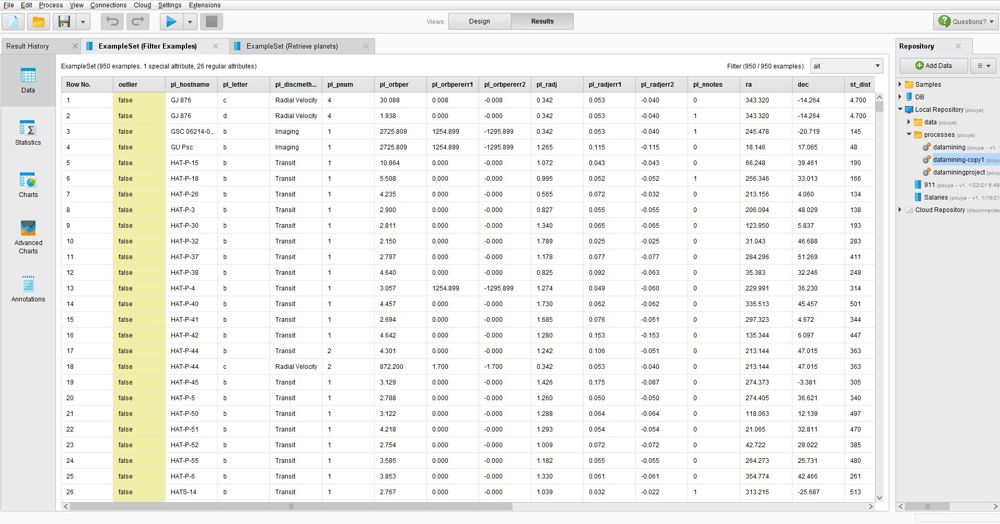 File Edit Process View Connections Cloud Settings Extensions
Views: Design Results Questions?
Result History ExampleSet (Filter Examples) ExampleSet (Retrieve planets)
ExampleSet (950 examples, 1 special attribute, 26 regular attributes) Filter (950 / 950 examples): all
Row No. outlier pl_hostname pl_letter pl_discmeth... pl_pnum pl_orbper pl_orbpererr1 pl_orbpererr2 pl_radj pl_radjerr1 pl_radjerr2 pl_nnotes ra dec st_dist
1 false GJ 876 c Radial Velocity 4 30.088 0.008 -0.008 0.342 0.053 -0.040 0 343.320 -14.264 4.700
2 false GJ 876 d Radial Velocity 4 1.938 0.000 -0.000 0.342 0.053 -0.040 1 343.320 -14.264 4.700
3 false GSC 06214-0... b Imaging 1 2725.809 1254.899 -1295.899 0.342 0.053 -0.040 1 245.478 -20.719 145
4 false GU Psc b Imaging 1 2725.809 1254.899 -1295.899 1.265 0.115 -0.115 0 18.146 17.065 48
5 false HAT-P-15 b Transit 1 10.864 0.000 -0.000 1.072 0.043 -0.043 0 66.248 39.461 190
6 false HAT-P-18 b Transit 1 5.508 0.000 -0.000 0.995 0.052 -0.052 1 256.346 33.013 166
7 false HAT-P-26 b Transit 1 4.235 0.000 -0.000 0.565 0.072 -0.032 0 213.156 4.060 134
8 false HAT-P-3 b Transit 1 2.900 0.000 -0.000 0.827 0.055 -0.055 0 206.094 48.029 138
9 false HAT-P-30 b Transit 1 2.811 0.000 -0.000 1.340 0.065 -0.065 0 123.950 5.837 193
10 false HAT-P-32 b Transit 1 2.150 0.000 -0.000 1.789 0.025 -0.025 0 31.043 46.688 283
11 false HAT-P-37 b Transit 1 2.797 0.000 -0.000 1.178 0.077 -0.077 0 284.296 51.269 411
12 false HAT-P-38 b Transit 1 4.640 0.000 -0.000 0.825 0.092 -0.063 0 35.383 32.246 249
13 false HAT-P-4 b Transit 1 3.057 1254.899 -1295.899 1.274 0.049 -0.060 0 229.991 36.230 314
14 false HAT-P-40 b Transit 1 4.457 0.000 -0.000 1.730 0.062 -0.062 0 335.513 45.457 501
15 false HAT-P-41 b Transit 1 2.694 0.000 -0.000 1.685 0.076 -0.051 0 297.323 4.672 344
16 false HAT-P-42 b Transit 1 4.642 0.000 -0.000 1.280 0.153 -0.153 0 135.344 6.097 447
17 false HAT-P-44 b Transit 2 4.301 0.000 -0.000 1.242 0.106 -0.051 0 213.144 47.015 363
18 false HAT-P-44 c Radial Velocity 2 872.200 1.700 -1.700 0.342 0.053 -0.040 0 213.144 47.015 363
19 false HAT-P-45 b Transit 1 3.129 0.000 -0.000 1.426 0.175 -0.087 0 274.373 -3.381 305
20 false HAT-P-5 b Transit 1 2.788 0.000 -0.000 1.260 0.050 -0.050 0 274.405 36.621 340
21 false HAT-P-50 b Transit 1 3.122 0.000 -0.000 1.288 0.064 -0.064 0 118.063 12.139 497
22 false HAT-P-51 b Transit 1 4.218 0.000 -0.000 1.293 0.054 -0.054 0 21.065 32.811 470
23 false HAT-P-52 b Transit 1 2.754 0.000 -0.000 1.009 0.072 -0.072 0 42.722 29.022 385
24 false HAT-P-55 b Transit 1 3.585 0.000 -0.000 1.182 0.055 -0.055 0 264.273 25.731 480
25 false HAT-P-6 b Transit 1 3.853 0.000 -0.000 1.330 0.061 -0.061 0 354.774 42.466 261
26 false HATS-14 b Transit 1 2.767 0.000 -0.000 1.039 0.032 -0.022 1 313.215 -25.687 513
Data
Statistics
Charts
Advanced
Charts
Annotations
Repository
Add Data
Samples
DB
Local Repository (pouya)
data (pouya)
processes (pouya)
datamining (pouya - v1,
datamining-copy1 (pouy
dataminingproject (pouy
911 (pouya - v1, 1/22/21 6:49
Salaries (pouya - v1, 1/19/21
Cloud Repository (disconnected